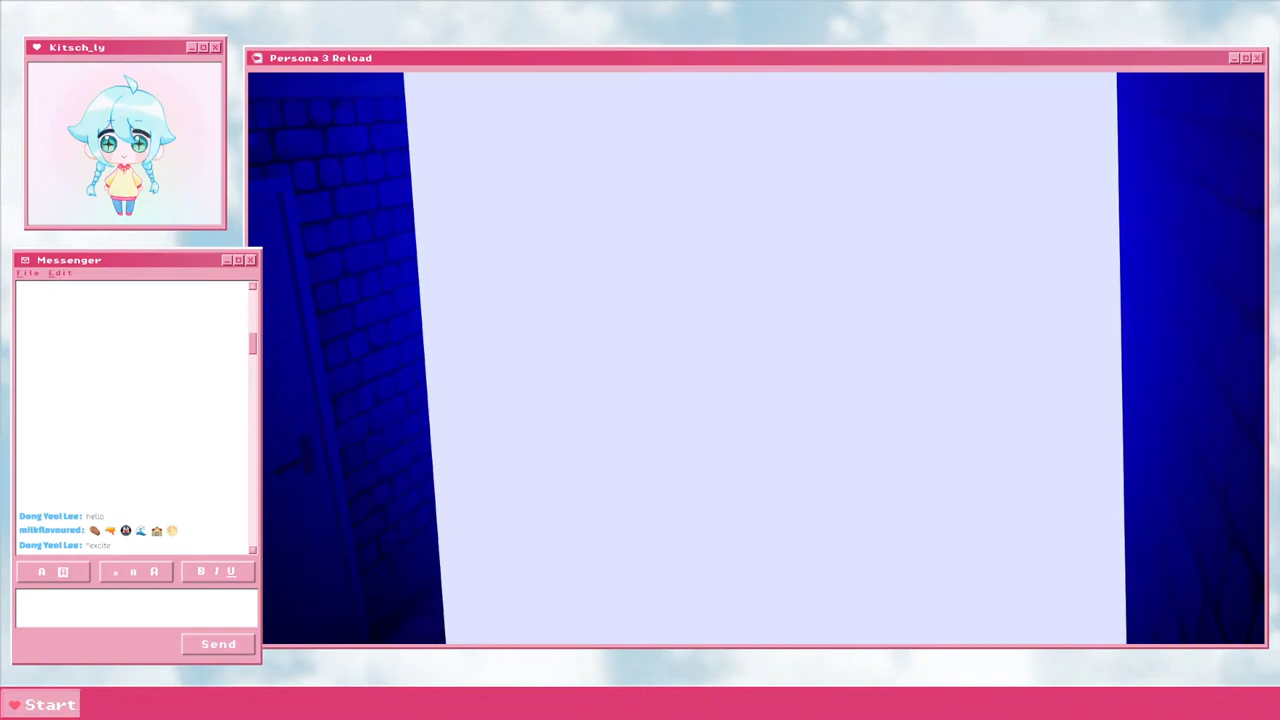 Kitsch_ly
Persona 3 Reload
Messenger
File Edit
Dong Yeol Lee: hello
milkflavoured: ⚰️ 🔫 🌊 🏫 🌕
Dong Yeol Lee: *excite
A A
A A A
B I U
Send
Start